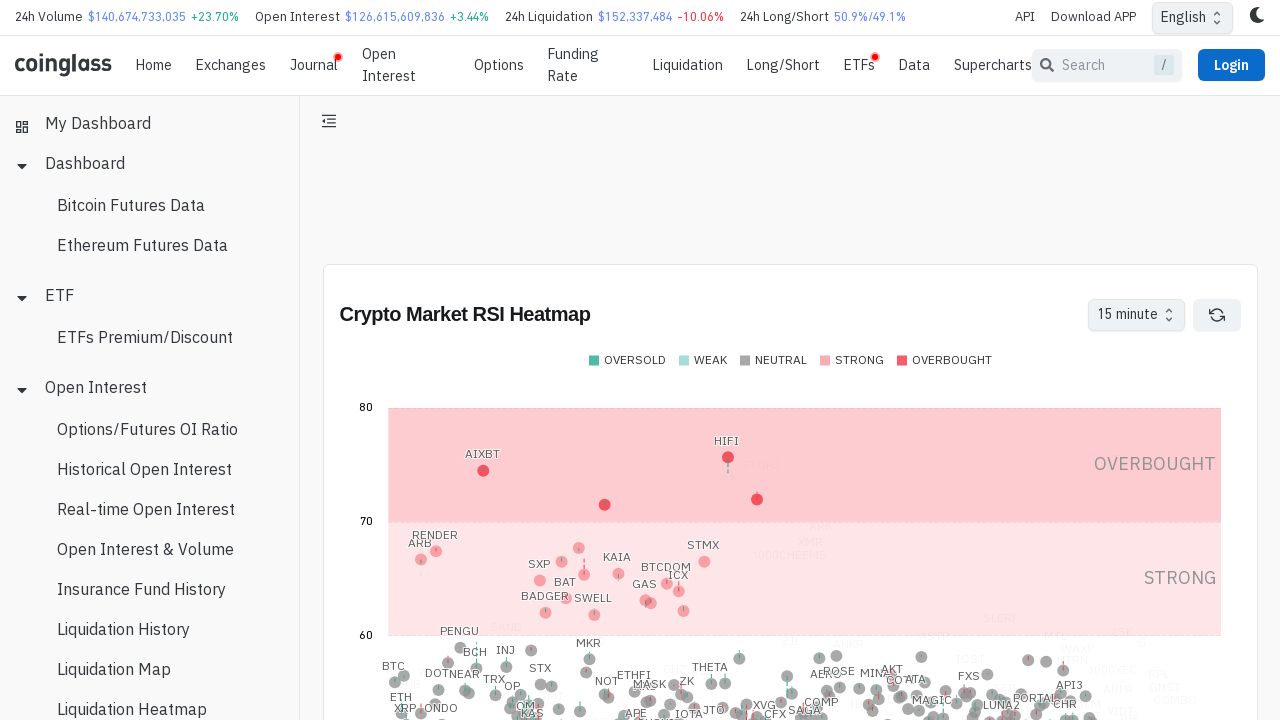 24h Volume $140,674,733,035 +23.70% Open Interest $126,615,609,836 +3.44% 24h Liquidation $152,337,484 -10.06% 24h Long/Short 50.9%/49.1% API Download APP English
coinglass Home Exchanges Journal Open Interest Options Funding Rate Liquidation Long/Short ETFs Data Supercharts Search / Login
My Dashboard
Dashboard
Bitcoin Futures Data
Ethereum Futures Data
ETF
ETFs Premium/Discount
Open Interest
Options/Futures OI Ratio
Historical Open Interest
Real-time Open Interest
Open Interest & Volume
Insurance Fund History
Liquidation History
Liquidation Map
Liquidation Heatmap
Crypto Market RSI Heatmap 15 minute
OVERSOLD WEAK NEUTRAL STRONG OVERBOUGHT
80
HIFI
AIXBT OVERBOUGHT
70
RENDER
ARB STMX
KAIA
SXP BTCDOM
ICX STRONG
BAT GAS
BADGER SWELL
60
PENGU
MKR
BCH INJ
BTC STX THETA
DOT NEAR TRX ETHFI AERO ROSE MINA AKT FXS
OP NOT MASK ZK COTI ATA API3
ETH MAGIC PORTAL
XRP ONDO XVG COMP LUNA2 CHR
KAS APE IOTA JTO CFX SAGA